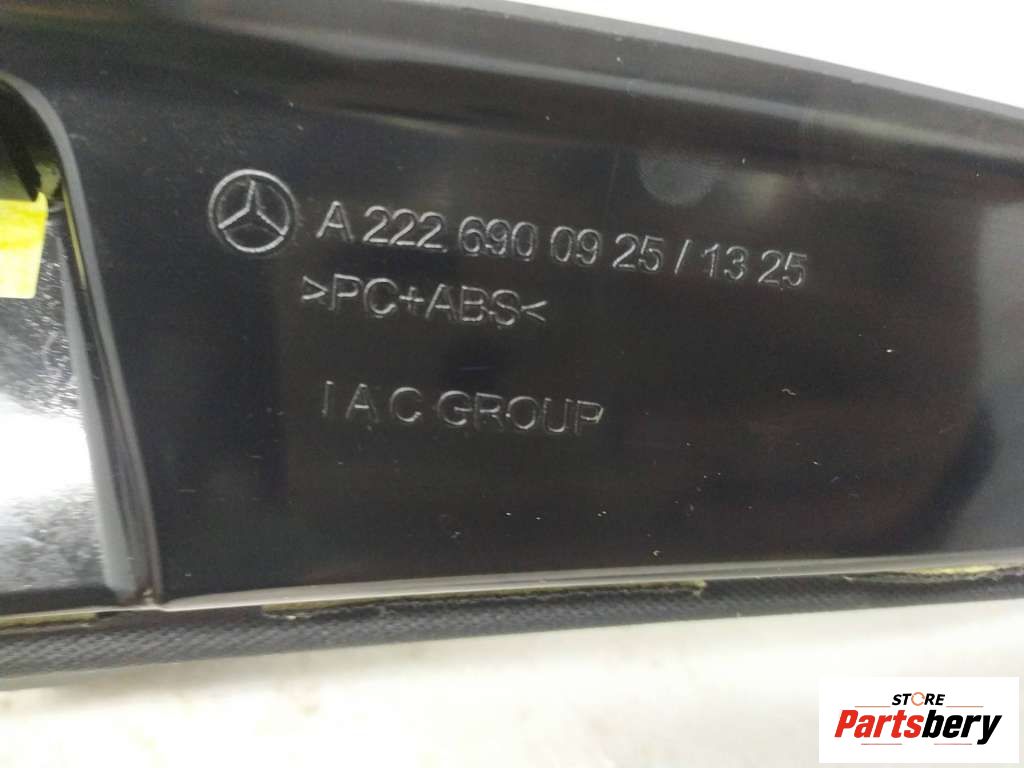 A 222 690 09 25 / 13 25
>PC+ABS<
I A C GROUP
STORE
Partsbery